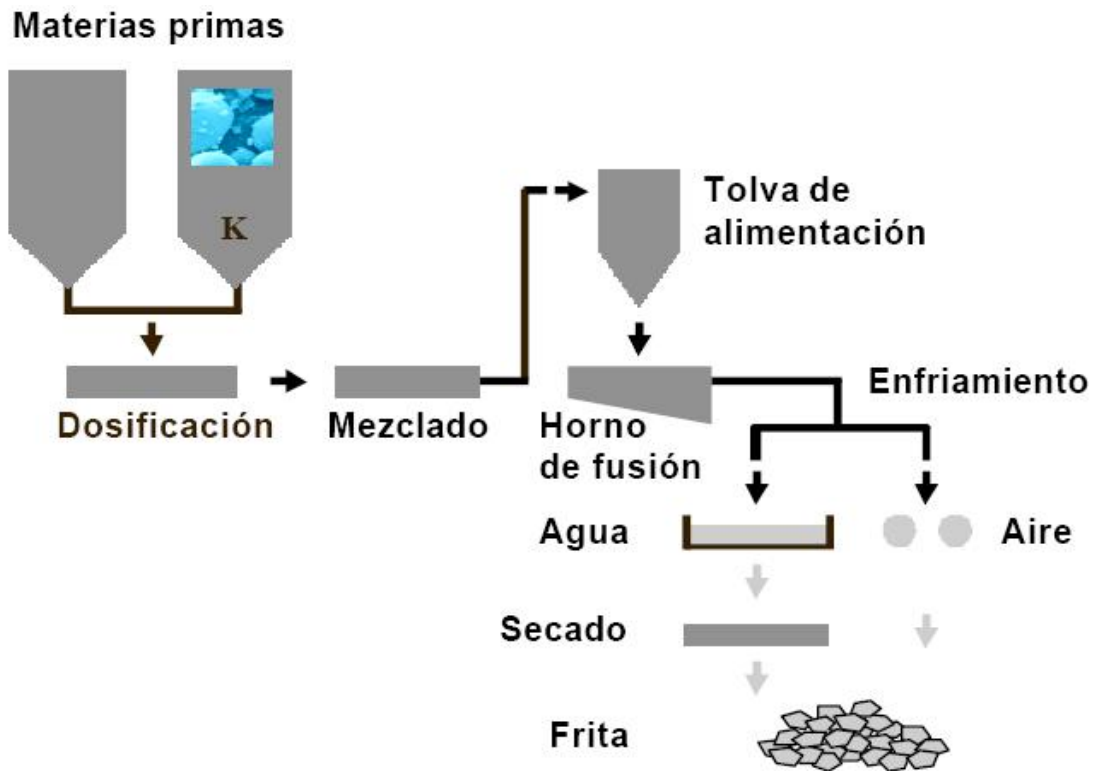 Materias primas
K
Tolva de
alimentación
Dosificación
Mezclado
Horno
de fusión
Enfriamiento
Agua
Aire
Secado
Frita